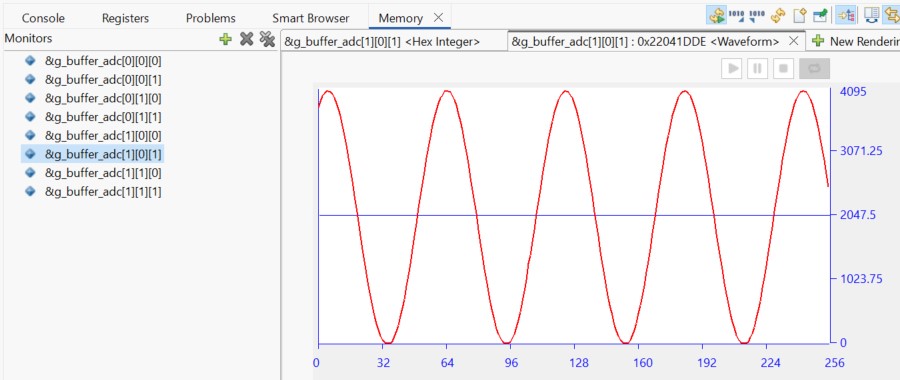 Console Registers Problems Smart Browser Memory
Monitors
&g_buffer_adc[1][0][1] <Hex Integer>
&g_buffer_adc[1][0][1] : 0x22041DDE <Waveform>
New Renderin
&g_buffer_adc[0][0][0]
&g_buffer_adc[0][0][1]
&g_buffer_adc[0][1][0]
&g_buffer_adc[0][1][1]
&g_buffer_adc[1][0][0]
&g_buffer_adc[1][0][1]
&g_buffer_adc[1][1][0]
&g_buffer_adc[1][1][1]
4095
3071.25
2047.5
1023.75
0
0 32 64 96 128 160 192 224 256